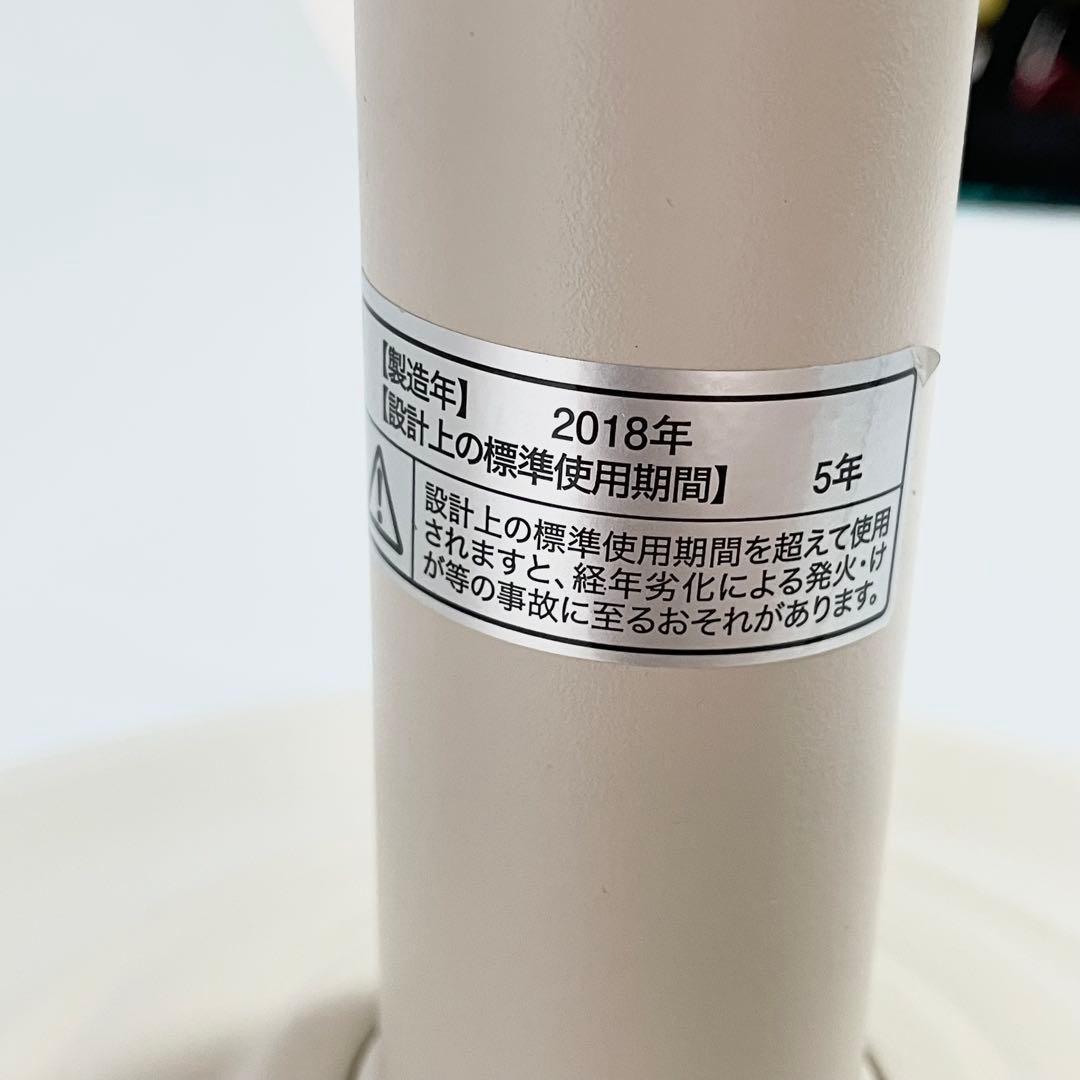 【製造年】 2018年
【設計上の標準使用期間】 5年
設計上の標準使用期間を超えて使用
されますと、経年劣化による発火・け
が等の事故に至るおそれがあります。